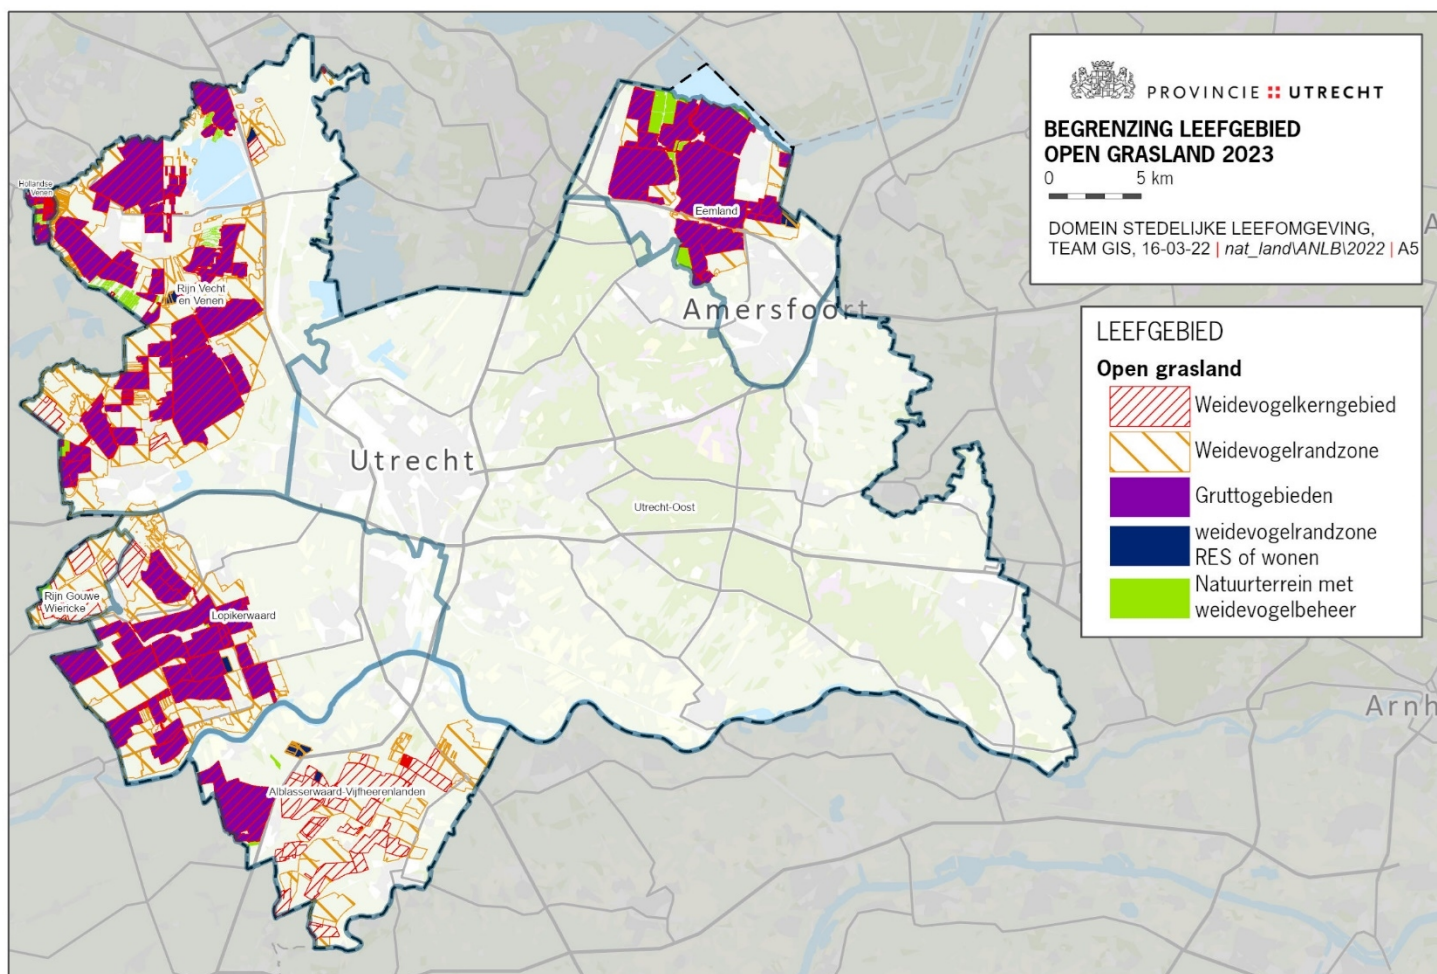 PROVINCIE UTRECHT
BEGRENZING LEEFGEBIED
OPEN GRASLAND 2023
0 5 km
DOMEIN STEDELIJKE LEEFOMGEVING,
TEAM GIS, 16-03-22 | nat_land\ANLB\2022 | A5
LEEFGEBIED
Open grasland
Weidevogelkerngebied
Weidevogelrandzone
Gruttogebieden
weidevogelrandzone
RES of wonen
Natuurterrein met
weidevogelbeheer
Hollandse
Venen
Eemland
Rijn Vecht
en Venen
Amersfoort
Utrecht
Utrecht-Oost
Rijn Gouwe
Wiericke
Lopikerwaard
Arnh
Alblasserwaard-Vijfheerenlanden